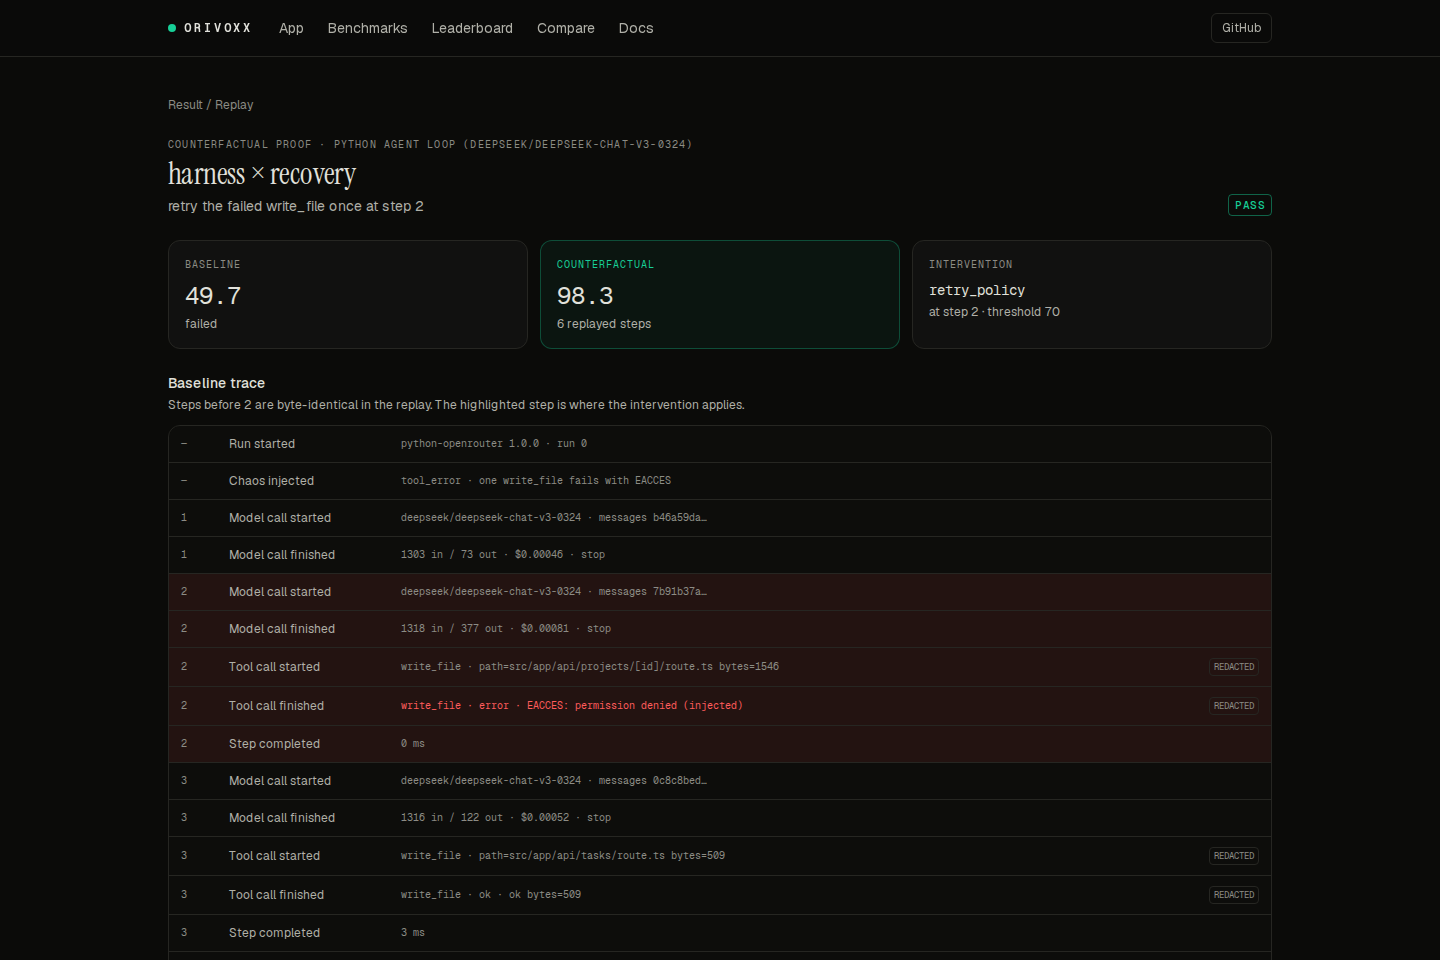 ORIVOXX App Benchmarks Leaderboard Compare Docs GitHub
Result / Replay
COUNTERFACTUAL PROOF · PYTHON AGENT LOOP (DEEPSEEK/DEEPSEEK-CHAT-V3-0324)
harness × recovery
retry the failed write_file once at step 2
PASS
BASELINE
49.7
failed
COUNTERFACTUAL
98.3
6 replayed steps
INTERVENTION
retry_policy
at step 2 · threshold 70
Baseline trace
Steps before 2 are byte-identical in the replay. The highlighted step is where the intervention applies.
— Run started python-openrouter 1.0.0 · run 0
— Chaos injected tool_error · one write_file fails with EACCES
1 Model call started deepseek/deepseek-chat-v3-0324 · messages b46a59da…
1 Model call finished 1303 in / 73 out · $0.00046 · stop
2 Model call started deepseek/deepseek-chat-v3-0324 · messages 7b91b37a…
2 Model call finished 1318 in / 377 out · $0.00081 · stop
2 Tool call started write_file · path=src/app/api/projects/[id]/route.ts bytes=1546 REDACTED
2 Tool call finished write_file · error · EACCES: permission denied (injected) REDACTED
2 Step completed 0 ms
3 Model call started deepseek/deepseek-chat-v3-0324 · messages 0c8c8bed…
3 Model call finished 1316 in / 122 out · $0.00052 · stop
3 Tool call started write_file · path=src/app/api/tasks/route.ts bytes=509 REDACTED
3 Tool call finished write_file · ok · ok bytes=509 REDACTED
3 Step completed 3 ms